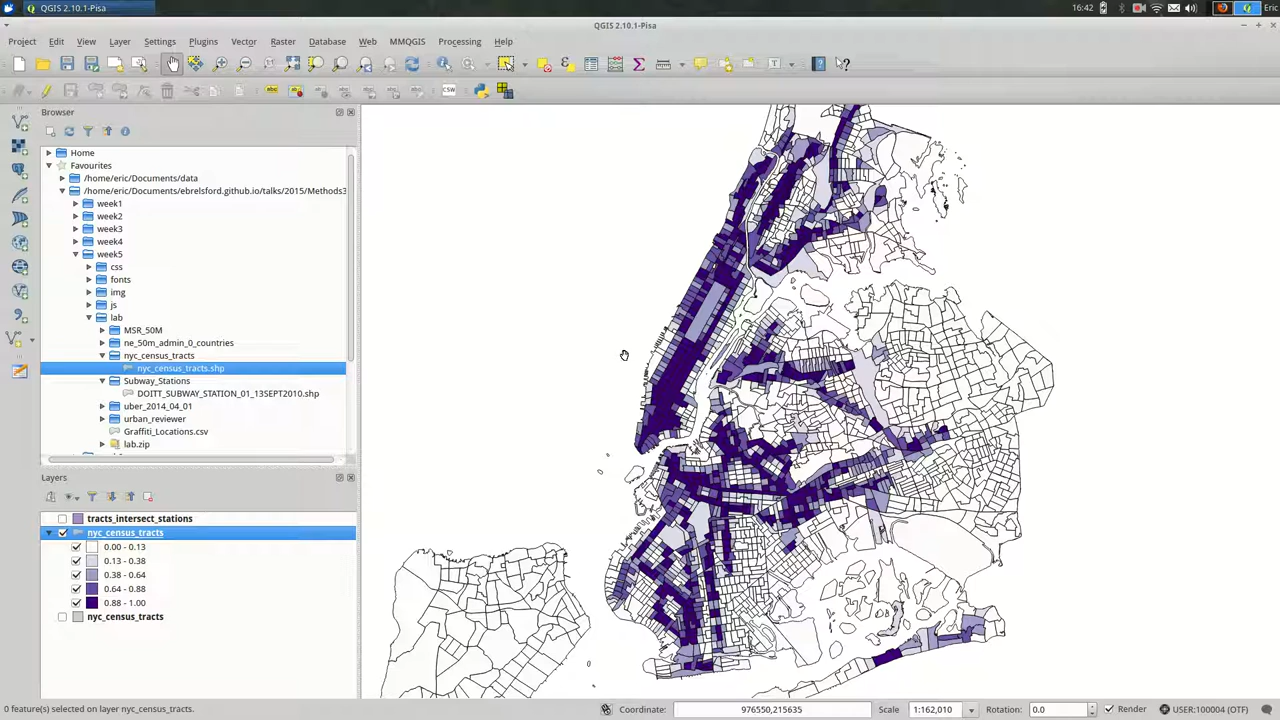 QGIS 2.10.1-Pisa
16:42
Eric
QGIS 2.10.1-Pisa
Project Edit View Layer Settings Plugins Vector Raster Database Web MMQGIS Processing Help
CSW
Browser
Home
Favourites
/home/eric/Documents/data
/home/eric/Documents/ebrelsford.github.io/talks/2015/Methods3
week1
week2
week3
week4
week5
css
fonts
img
js
lab
MSR_50M
ne_50m_admin_0_countries
nyc_census_tracts
nyc_census_tracts.shp
Subway_Stations
DOITT_SUBWAY_STATION_01_13SEPT2010.shp
uber_2014_04_01
urban_reviewer
Graffiti_Locations.csv
lab.zip
Layers
tracts_intersect_stations
nyc_census_tracts
0.00 - 0.13
0.13 - 0.38
0.38 - 0.64
0.64 - 0.88
0.88 - 1.00
nyc_census_tracts
0 feature(s) selected on layer nyc_census_tracts.
Coordinate: 976550,215635 Scale 1:162,010 Rotation: 0.0 Render USER:100004 (OTF)